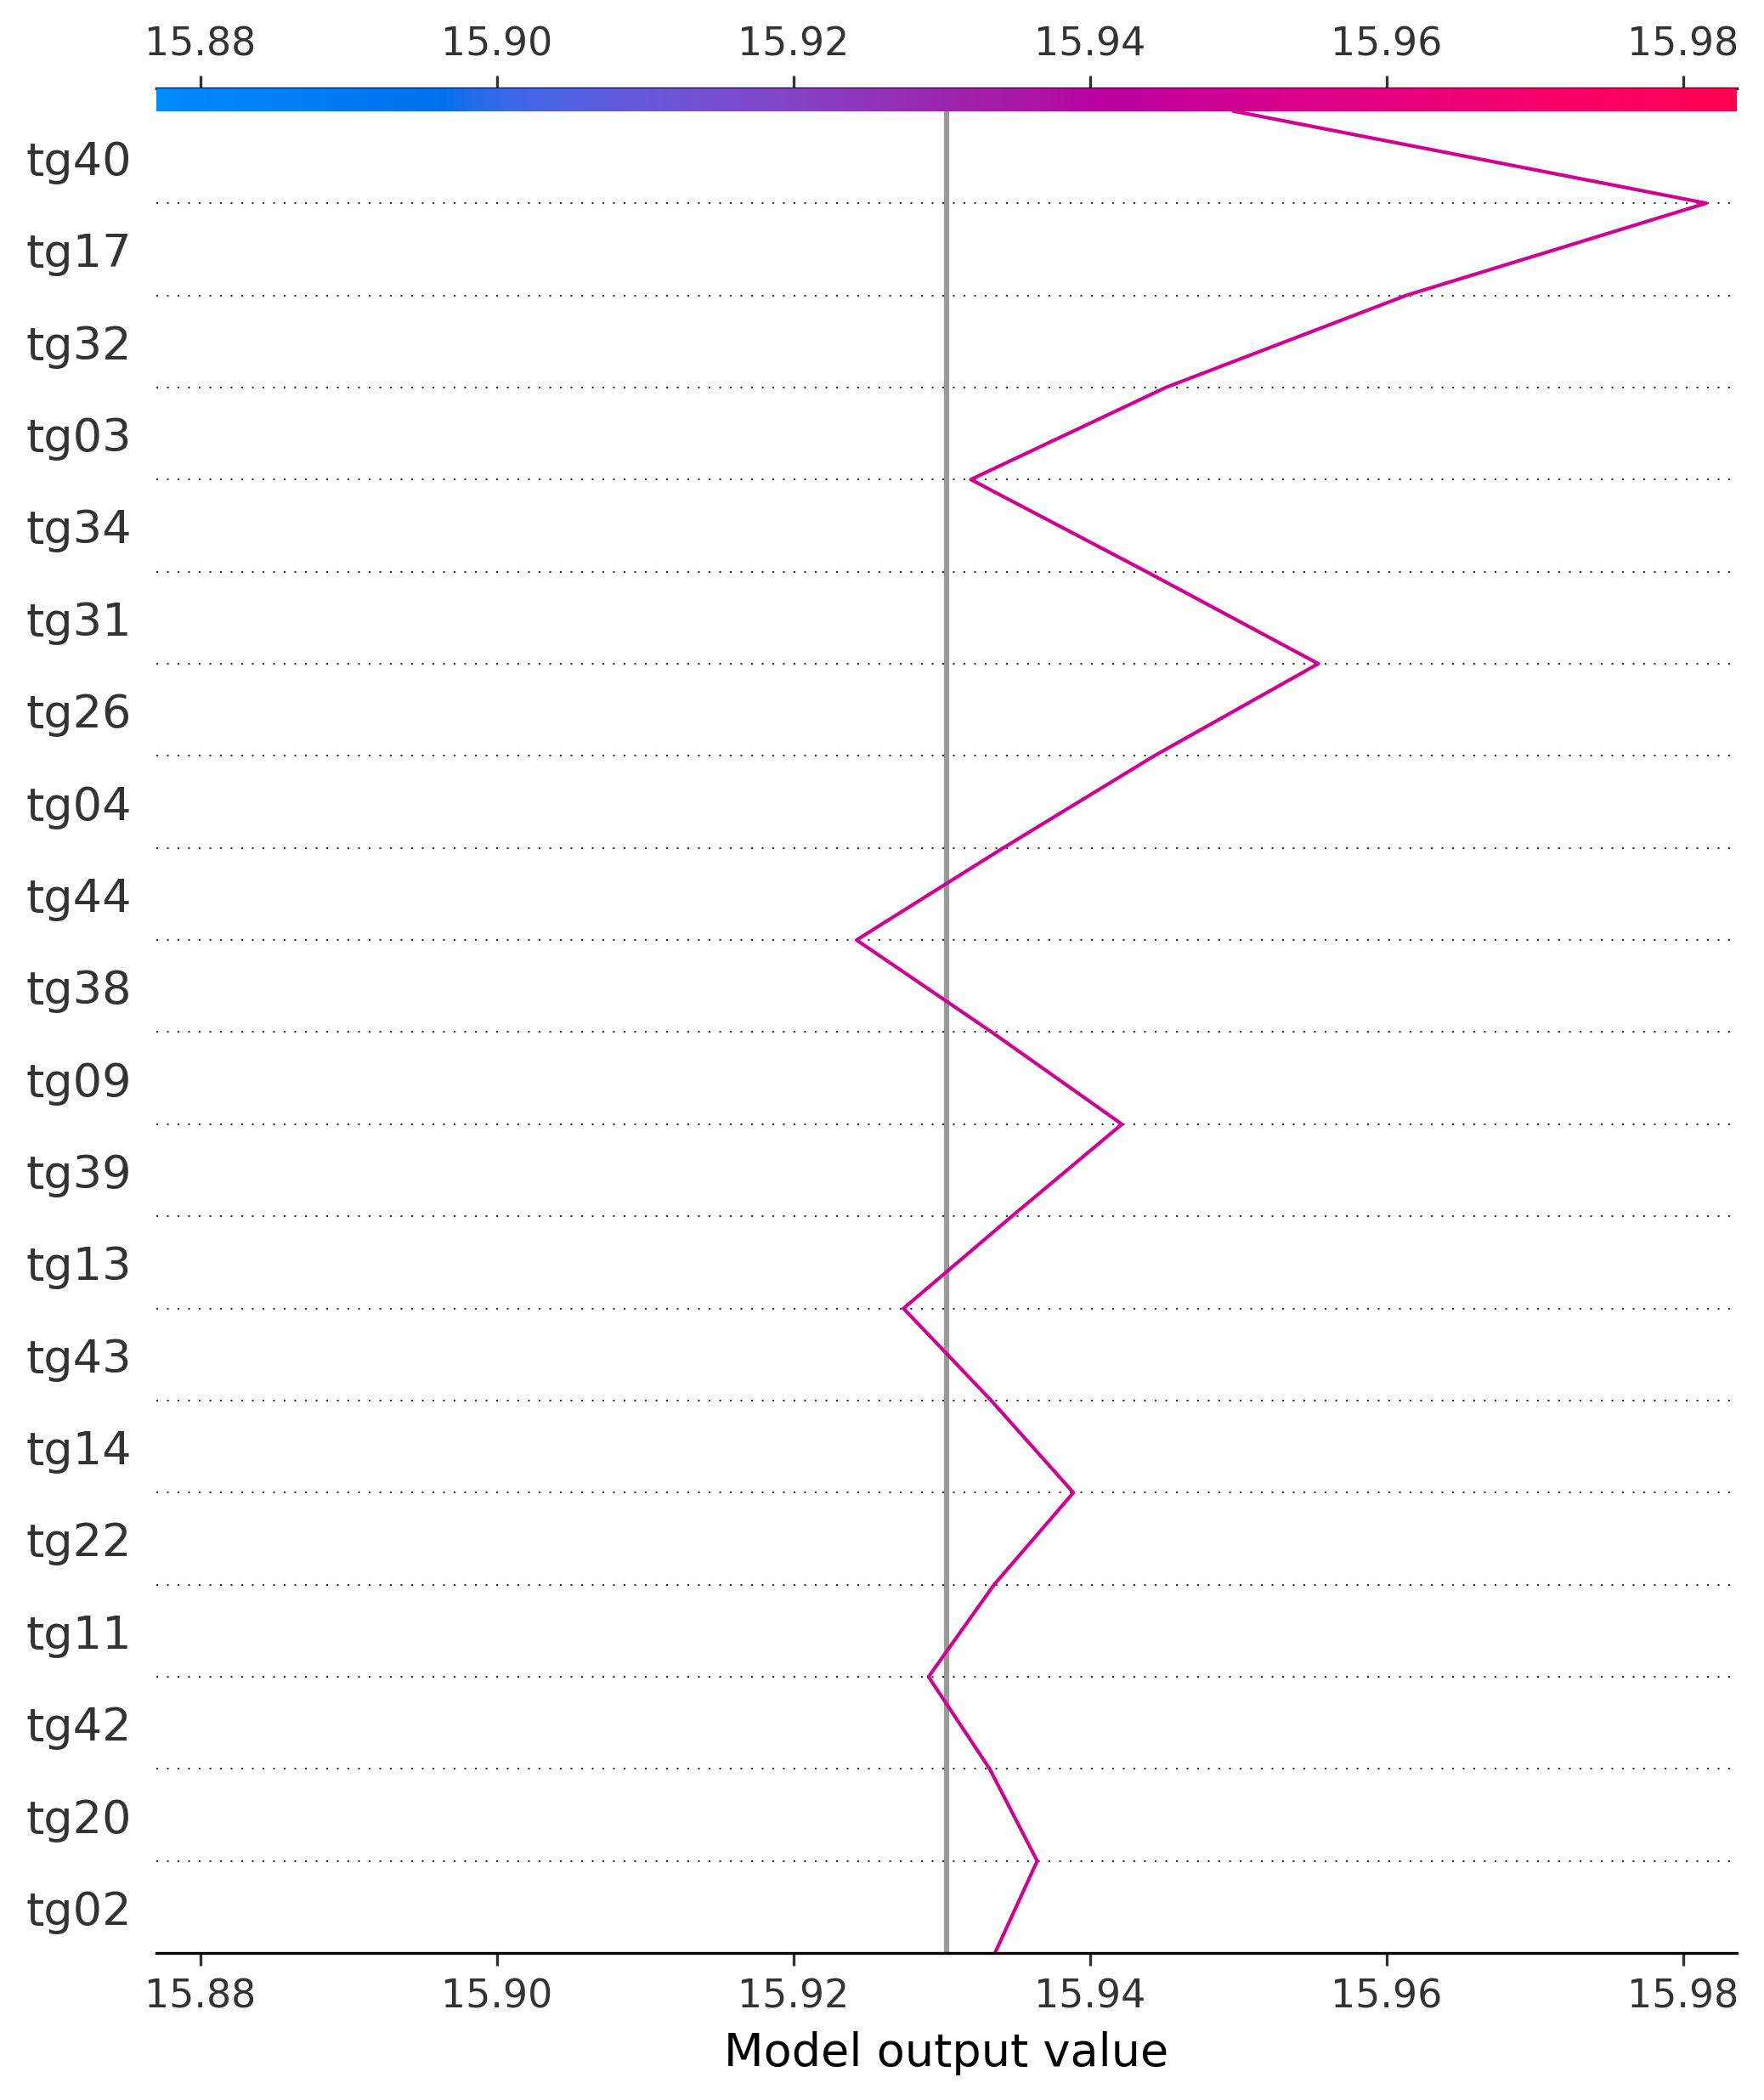 15.88 15.90 15.92 15.94 15.96 15.98
tg40
tg17
tg32
tg03
tg34
tg31
tg26
tg04
tg44
tg38
tg09
tg39
tg13
tg43
tg14
tg22
tg11
tg42
tg20
tg02
15.88 15.90 15.92 15.94 15.96 15.98
Model output value